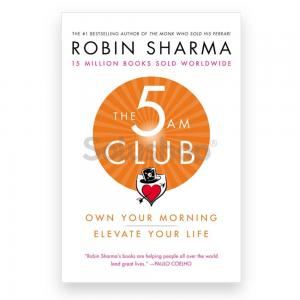 THE #1 BESTSELLING AUTHOR OF THE MONK WHO SOLD HIS FERRARI
ROBIN SHARMA
15 MILLION BOOKS SOLD WORLDWIDE
THE 5 AM
CLUB
OWN YOUR MORNING
ELEVATE YOUR LIFE
"Robin Sharma's books are helping people all over the world
lead great lives." —PAULO COELHO